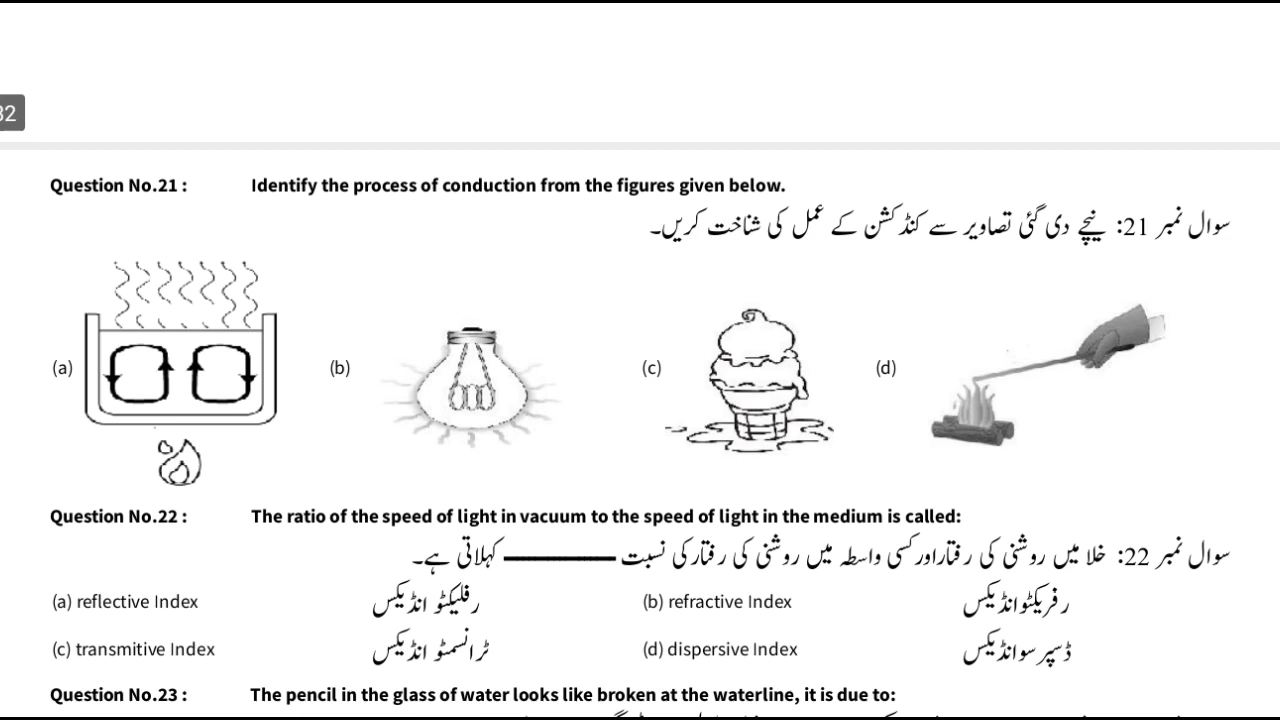 32
Question No.21 : Identify the process of conduction from the figures given below.
سوال نمبر 21: نیچے دی گئی تصاویر سے کنڈکشن کے عمل کی شناخت کریں۔
(a) (b) (c) (d)
Question No.22 : The ratio of the speed of light in vacuum to the speed of light in the medium is called:
سوال نمبر 22: خلا میں روشنی کی رفتار اور کسی واسطہ میں روشنی کی رفتار کی نسبت ــــــــــــ کہلاتی ہے۔
(a) reflective Index رفلیکٹو انڈیکس (b) refractive Index رفریکٹو انڈیکس
(c) transmitive Index ٹرانسمٹو انڈیکس (d) dispersive Index ڈسپرسو انڈیکس
Question No.23 : The pencil in the glass of water looks like broken at the waterline, it is due to: